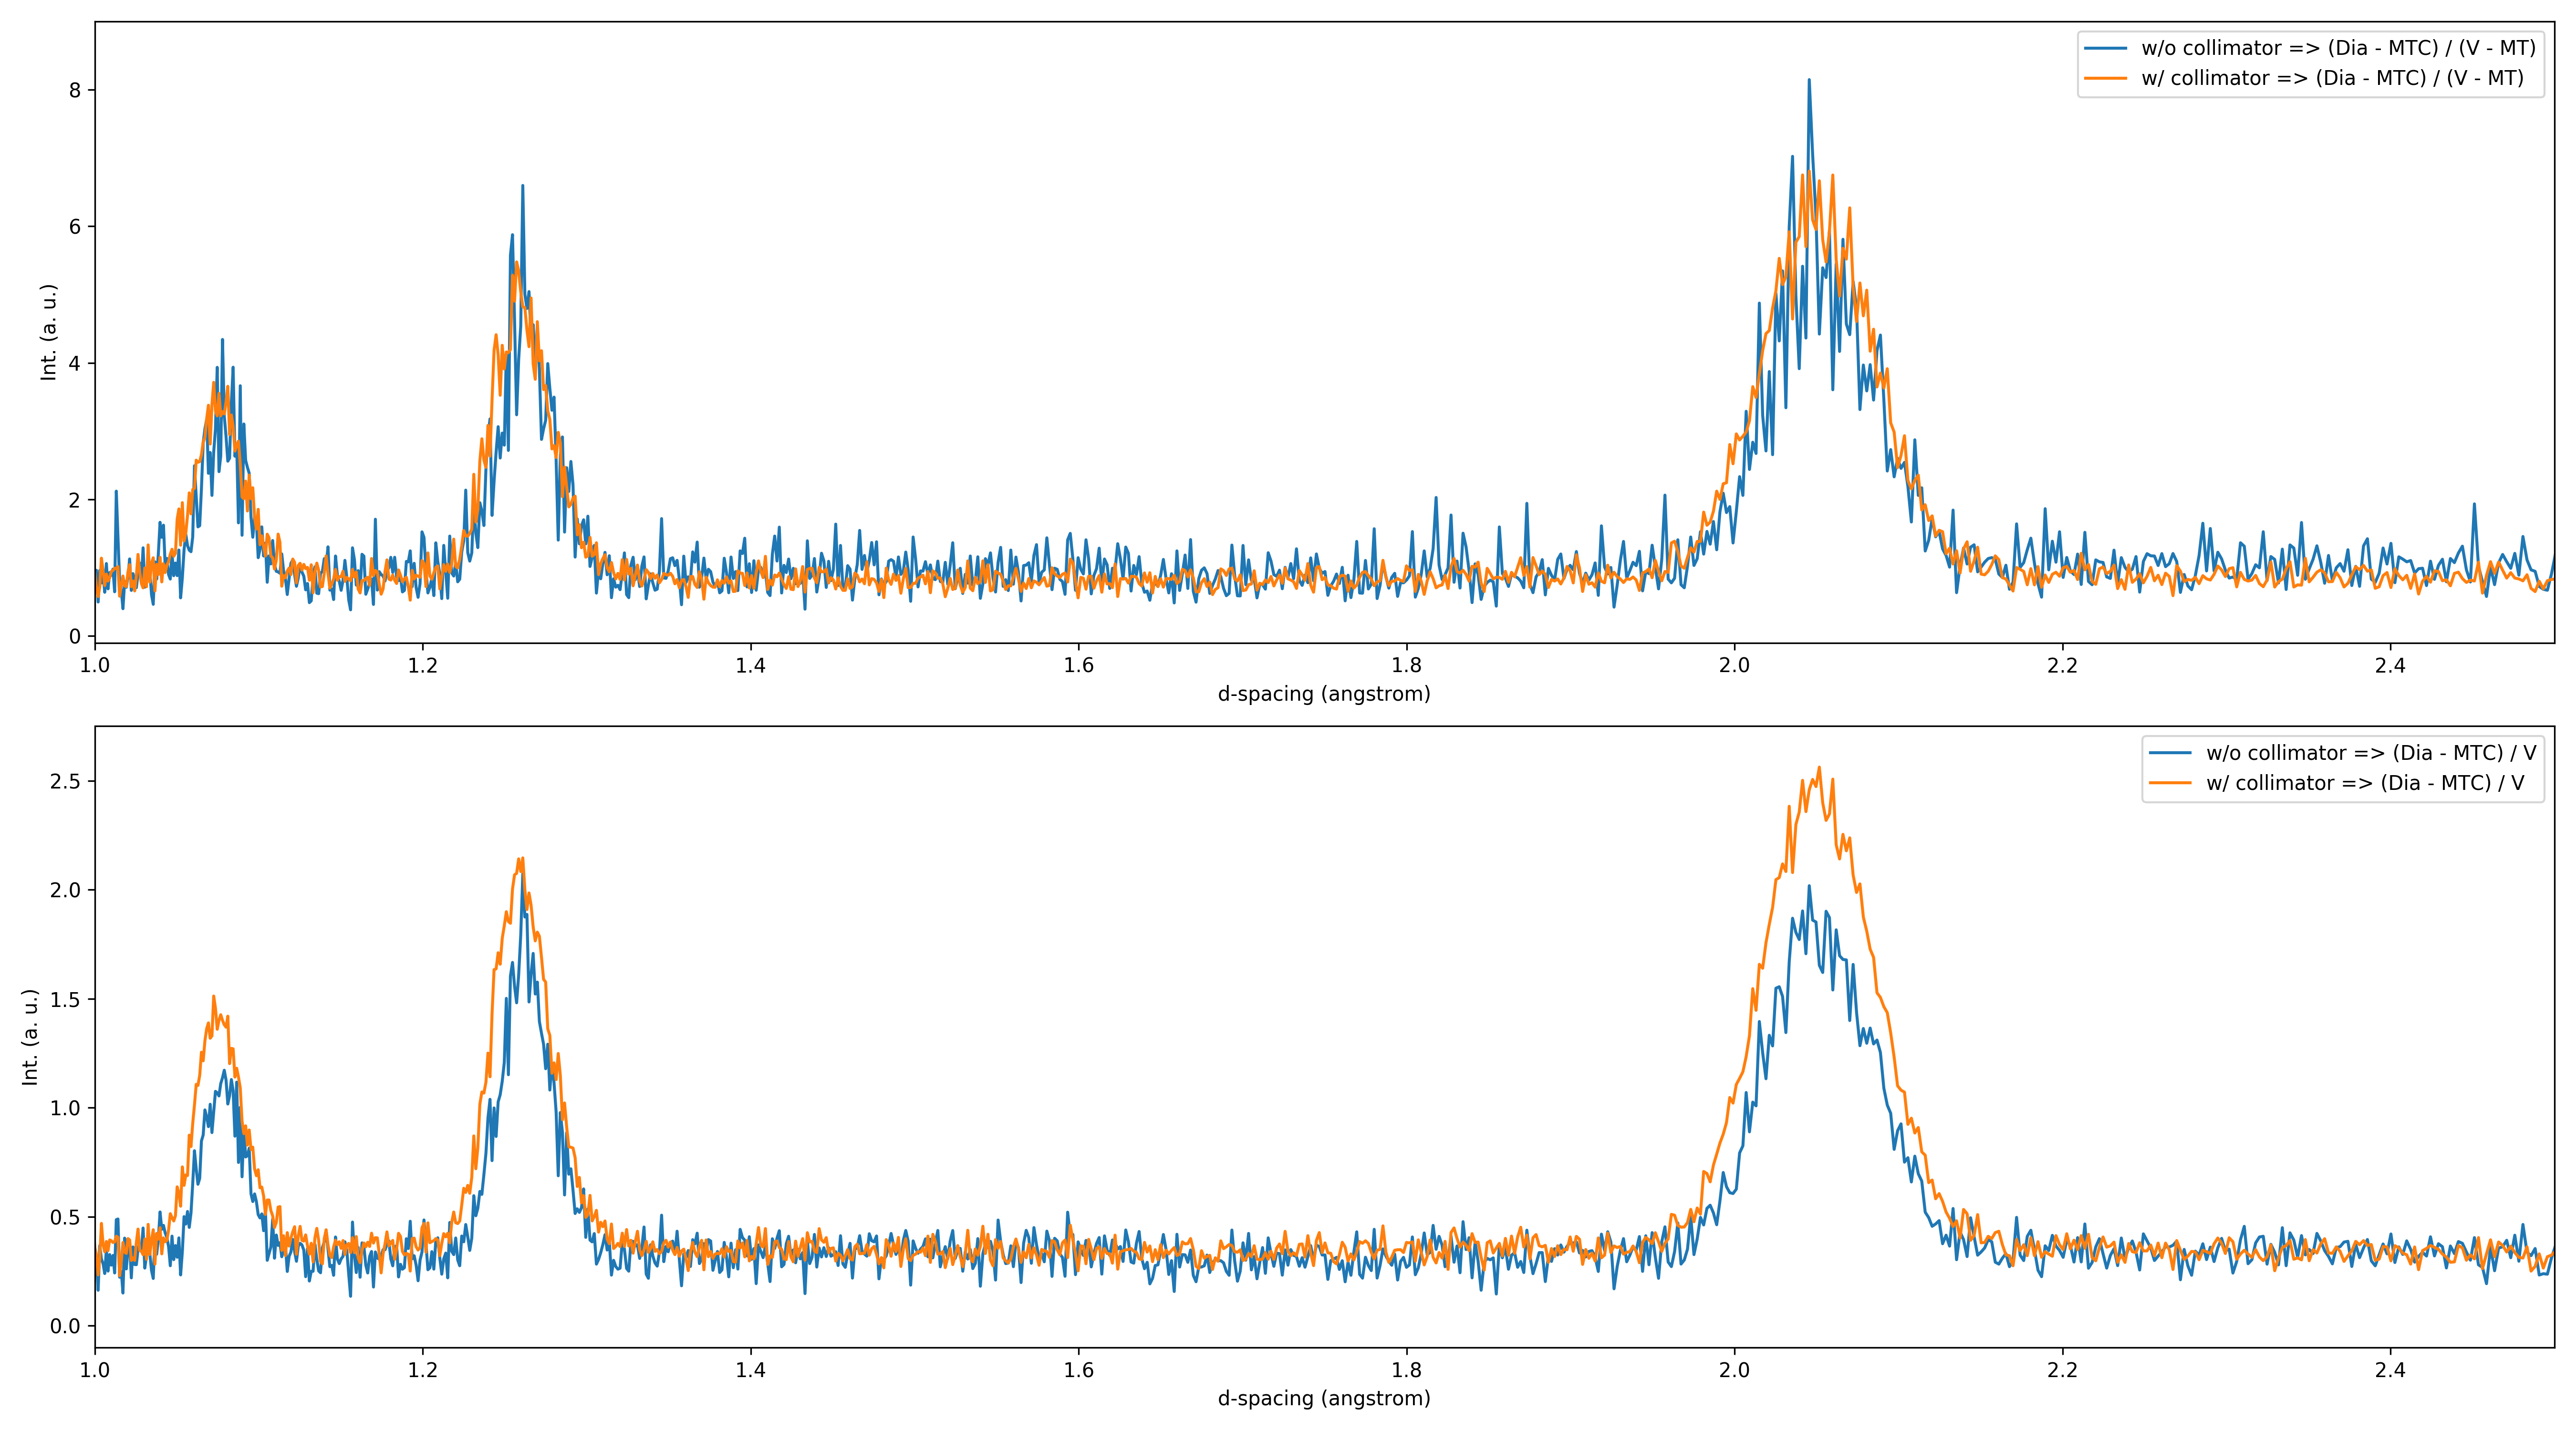 w/o collimator => (Dia - MTC) / (V - MT)
w/ collimator => (Dia - MTC) / (V - MT)
8
6
4
2
0
Int. (a. u.)
1.0 1.2 1.4 1.6 1.8 2.0 2.2 2.4
d-spacing (angstrom)
w/o collimator => (Dia - MTC) / V
w/ collimator => (Dia - MTC) / V
2.5
2.0
1.5
1.0
0.5
0.0
Int. (a. u.)
1.0 1.2 1.4 1.6 1.8 2.0 2.2 2.4
d-spacing (angstrom)